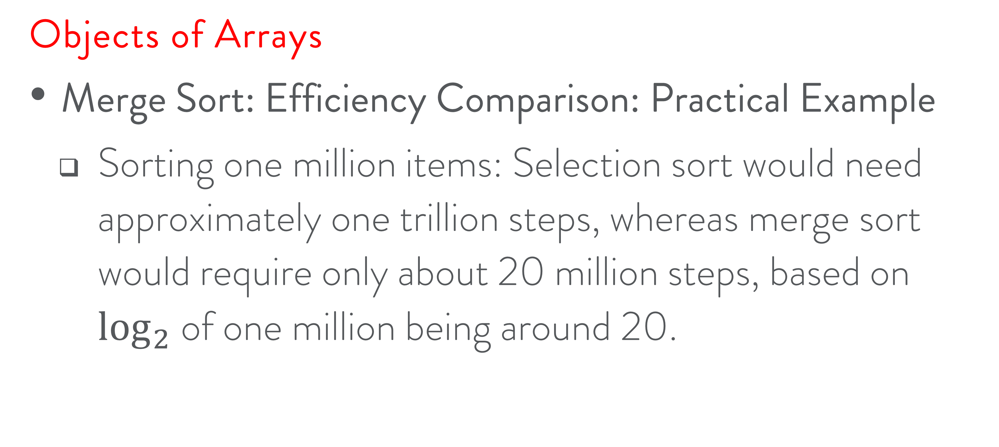 Objects of Arrays
• Merge Sort: Efficiency Comparison: Practical Example
❑ Sorting one million items: Selection sort would need
approximately one trillion steps, whereas merge sort
would require only about 20 million steps, based on
log₂ of one million being around 20.